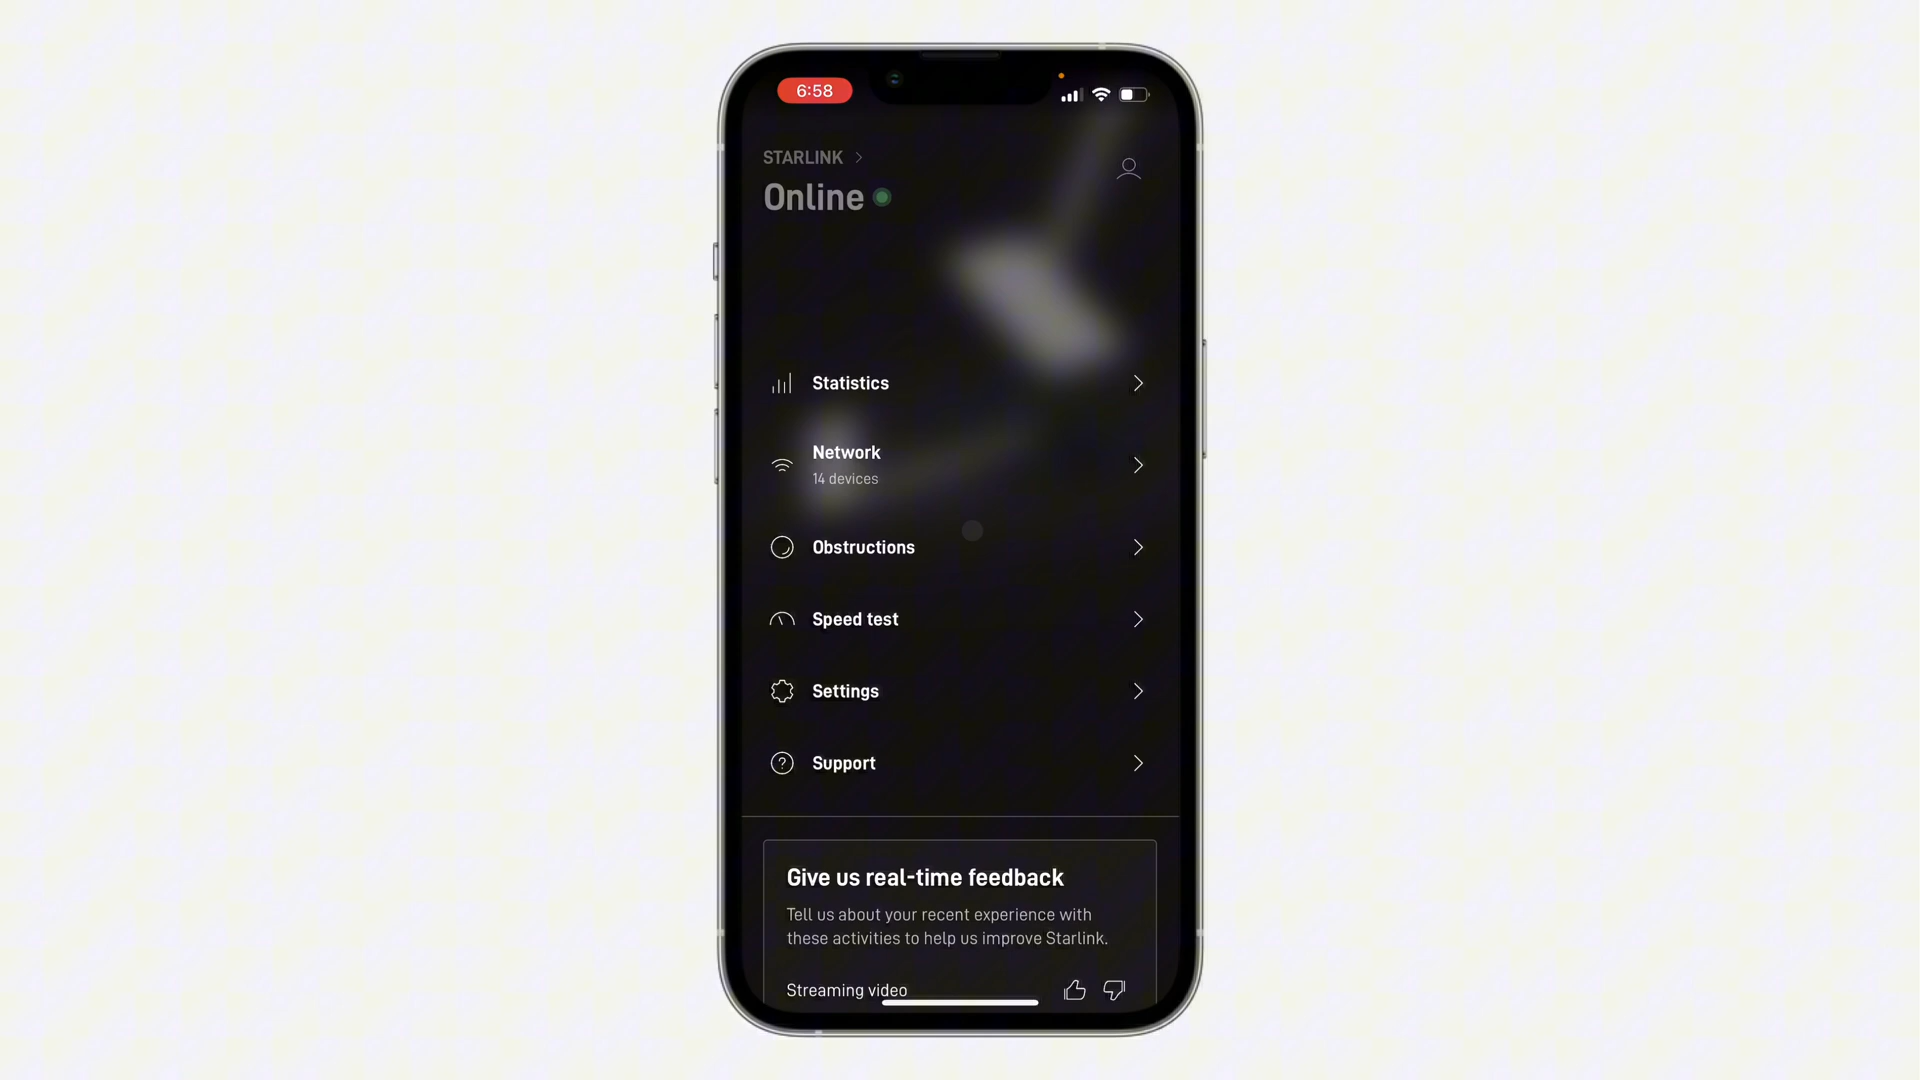 6:58
STARLINK
Online
Statistics
Network
14 devices
Obstructions
Speed test
Settings
Support
Give us real-time feedback
Tell us about your recent experience with
these activities to help us improve Starlink.
Streaming video